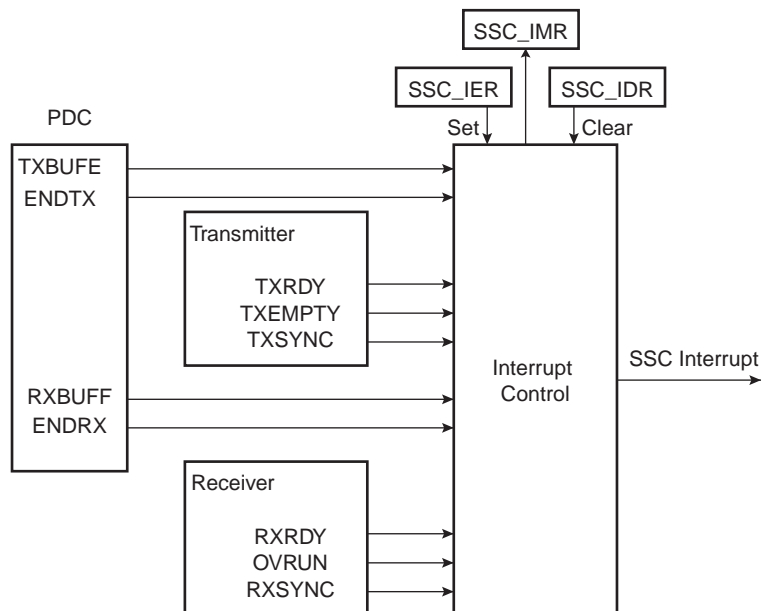 SSC_IMR
SSC_IER
SSC_IDR
PDC
Set
Clear
TXBUFE
ENDTX
Transmitter
TXRDY
TXEMPTY
TXSYNC
RXBUFF
ENDRX
Interrupt
Control
SSC Interrupt
Receiver
RXRDY
OVRUN
RXSYNC